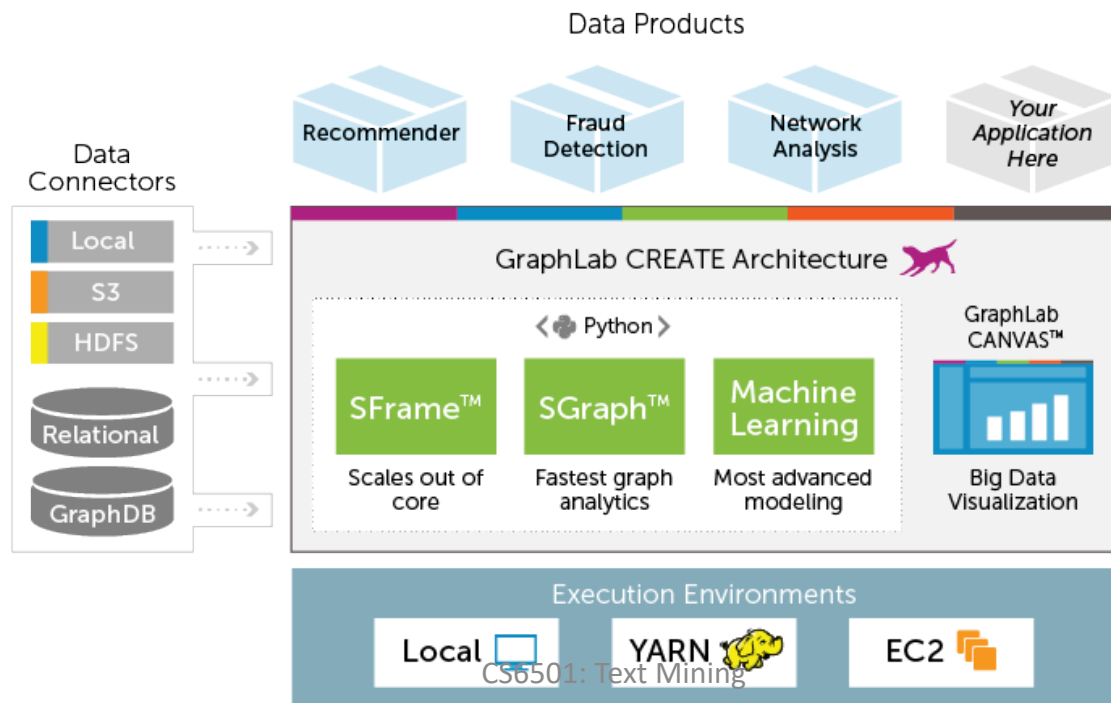 Data Products
Recommender
Fraud
Detection
Network
Analysis
Your
Application
Here
Data
Connectors
Local
S3
HDFS
Relational
GraphDB
GraphLab CREATE Architecture
< Python >
SFrame™
Scales out of
core
SGraph™
Fastest graph
analytics
Machine
Learning
Most advanced
modeling
GraphLab
CANVAS™
Big Data
Visualization
Execution Environments
Local
YARN
EC2
CS6501: Text Mining